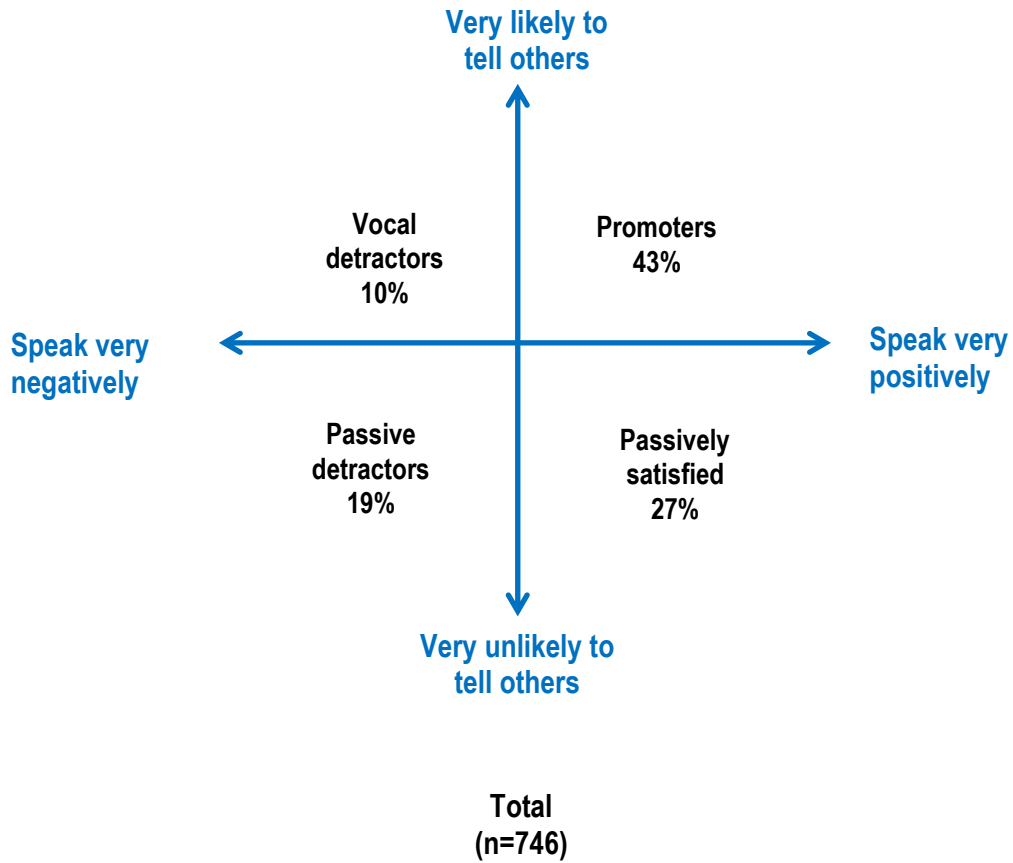 Very likely to
tell others
Vocal
detractors
10%
Promoters
43%
Speak very
negatively
Speak very
positively
Passive
detractors
19%
Passively
satisfied
27%
Very unlikely to
tell others
Total
(n=746)